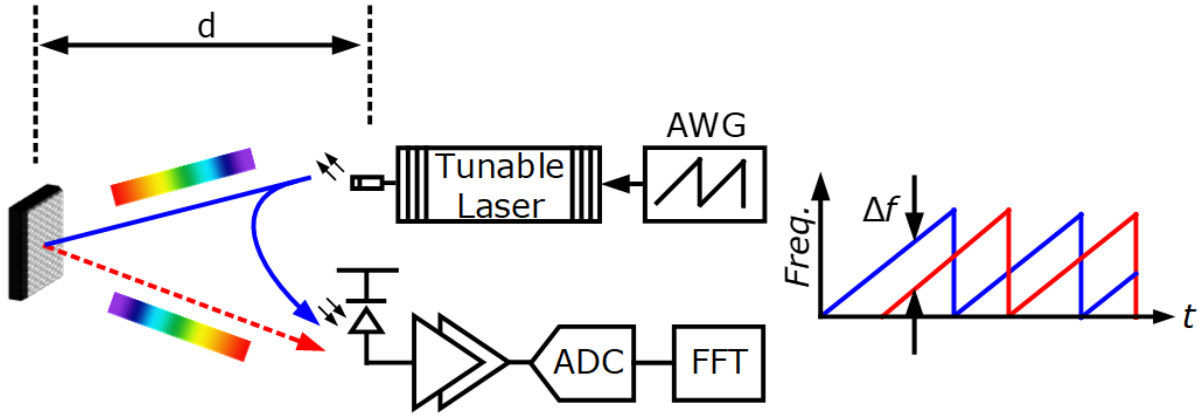 d
AWG
Tunable
Laser
Δf
Freq.
t
ADC
FFT